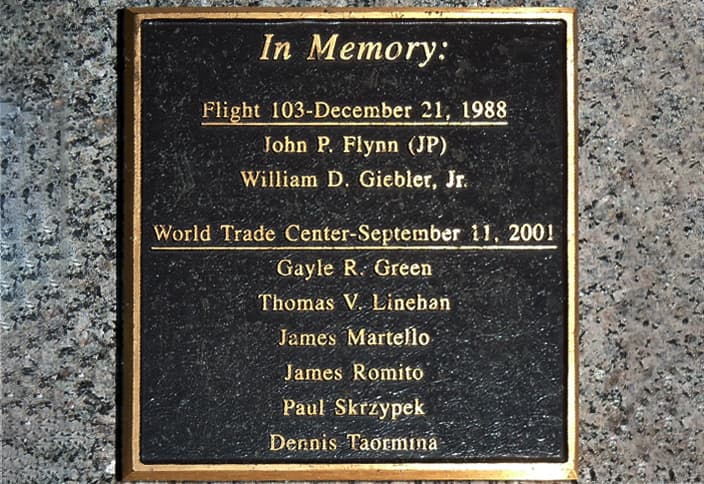 In Memory:
Flight 103-December 21, 1988
John P. Flynn (JP)
William D. Giebler, Jr.
World Trade Center-September 11, 2001
Gayle R. Green
Thomas V. Linehan
James Martello
James Romito
Paul Skrzypek
Dennis Taormina